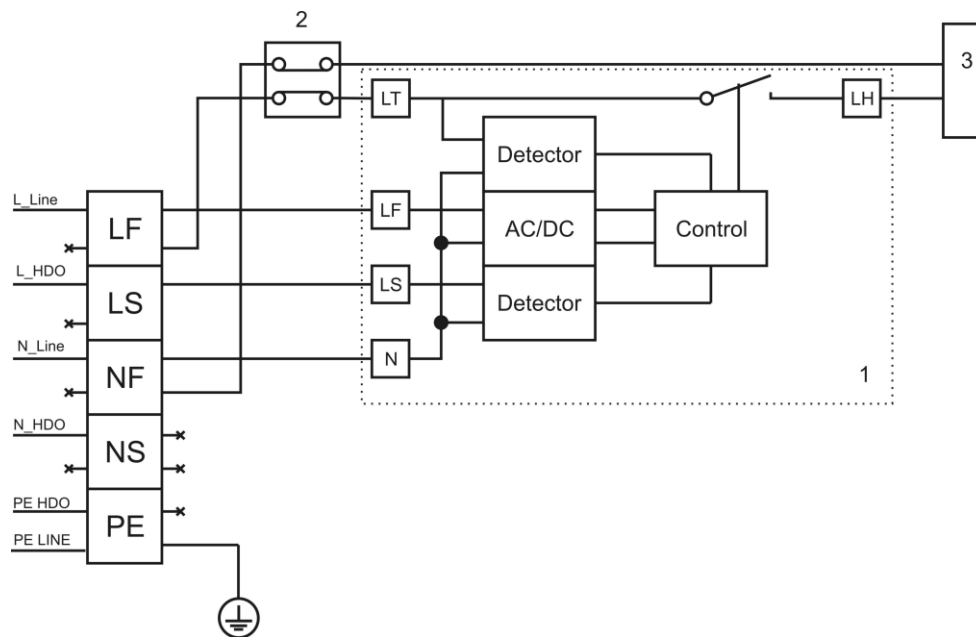 2
3
LT
LH
Detector
L_Line
LF
LF
AC/DC
Control
L_HDO
LS
LS
Detector
N_Line
NF
N
1
N_HDO
NS
PE HDO
PE
PE LINE